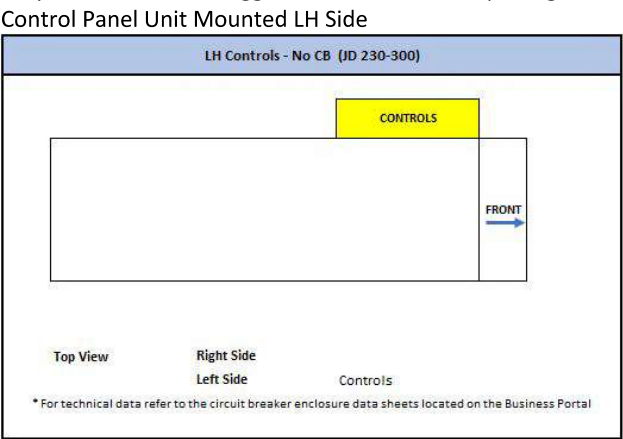 Control Panel Unit Mounted LH Side
LH Controls - No CB (JD 230-300)
CONTROLS
FRONT
Top View Right Side
Left Side Controls
* For technical data refer to the circuit breaker enclosure data sheets located on the Business Portal